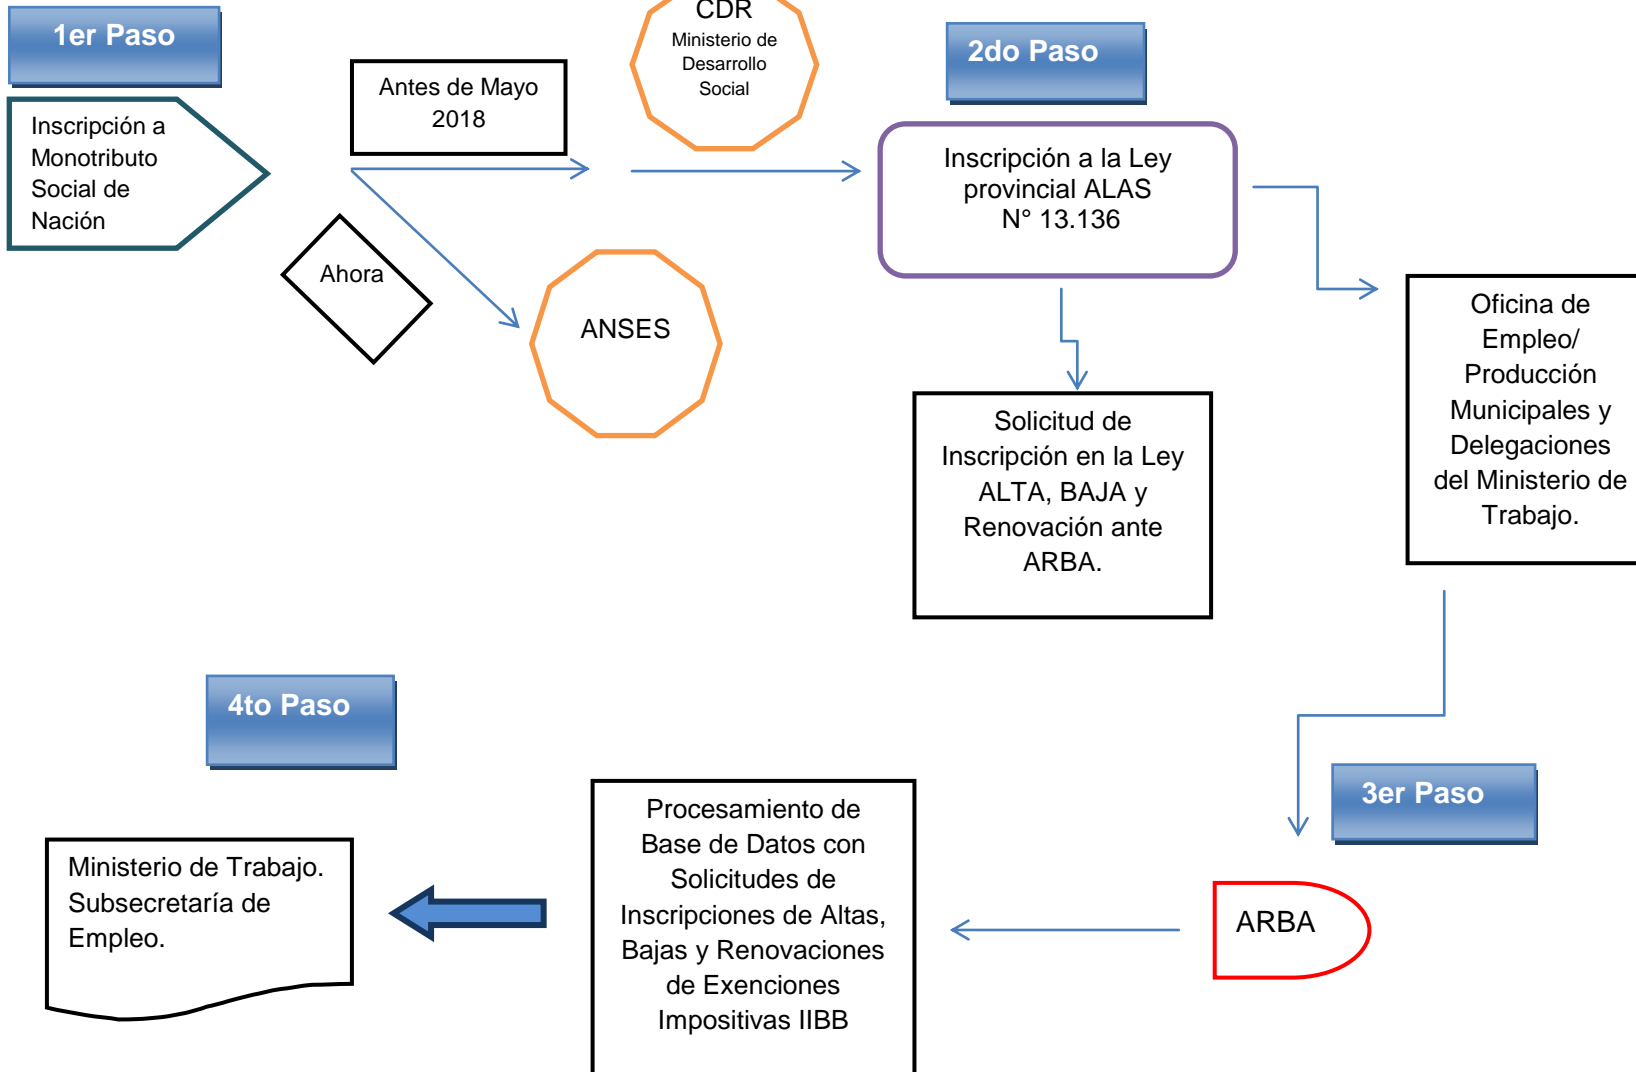 1er Paso
Inscripción a
Monotributo
Social de
Nación
Antes de Mayo
2018
Ahora
CDR
Ministerio de
Desarrollo
Social
ANSES
2do Paso
Inscripción a la Ley
provincial ALAS
N° 13.136
Solicitud de
Inscripción en la Ley
ALTA, BAJA y
Renovación ante
ARBA.
Oficina de
Empleo/
Producción
Municipales y
Delegaciones
del Ministerio de
Trabajo.
3er Paso
ARBA
Procesamiento de
Base de Datos con
Solicitudes de
Inscripciones de Altas,
Bajas y Renovaciones
de Exenciones
Impositivas IIBB
4to Paso
Ministerio de Trabajo.
Subsecretaría de
Empleo.